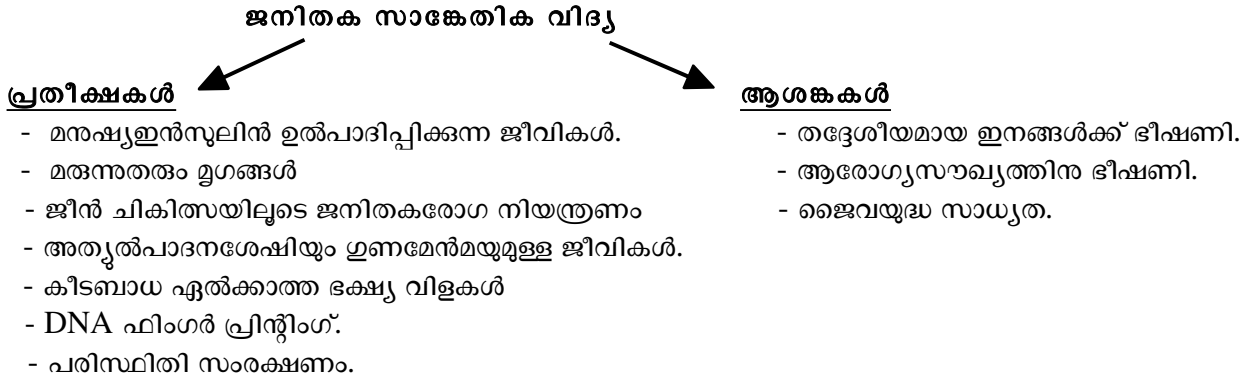 ജനിതക സാങ്കേതിക വിദ്യ
പ്രതീക്ഷകൾ
- മനുഷ്യഇൻസുലിൻ ഉൽപാദിപ്പിക്കുന്ന ജീവികൾ.
- മരുന്നുതരും മൃഗങ്ങൾ
- ജീൻ ചികിത്സയിലൂടെ ജനിതകരോഗ നിയന്ത്രണം
- അത്യുൽപാദനശേഷിയും ഗുണമേൻമയുമുള്ള ജീവികൾ.
- കീടബാധ ഏൽക്കാത്ത ഭക്ഷ്യ വിളകൾ
- DNA ഫിംഗർ പ്രിന്റിംഗ്.
- പരിസ്ഥിതി സംരക്ഷണം.
ആശങ്കകൾ
- തദ്ദേശീയമായ ഇനങ്ങൾക്ക് ഭീഷണി.
- ആരോഗ്യസൗഖ്യത്തിനു ഭീഷണി.
- ജൈവയുദ്ധ സാധ്യത.